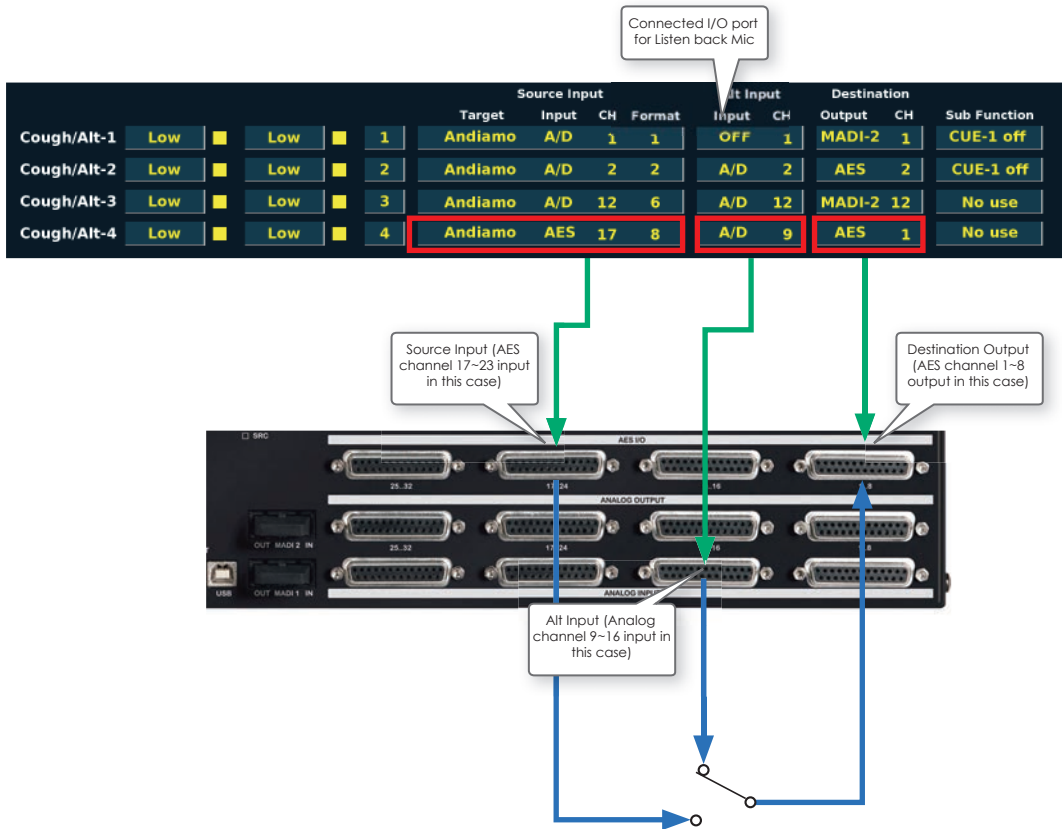 Connected I/O port
for Listen back Mic
Source Input Input Destination
Target Input CH Format Input CH Output CH Sub Function
Cough/Alt-1 Low Low 1 Andiamo A/D 1 1 OFF 1 MADI-2 1 CUE-1 off
Cough/Alt-2 Low Low 2 Andiamo A/D 2 2 A/D 2 AES 2 CUE-1 off
Cough/Alt-3 Low Low 3 Andiamo A/D 12 6 A/D 12 MADI-2 12 No use
Cough/Alt-4 Low Low 4 Andiamo AES 17 8 A/D 9 AES 1 No use
Source Input (AES
channel 17~23 input
in this case)
Destination Output
(AES channel 1~8
output in this case)
SRC
AES I/O
25..32
ANALOG OUTPUT
OUT MADI 2 IN
25..32
USB
OUT MADI 1 IN
ANALOG
Alt Input (Analog
channel 9~16 input in
this case)